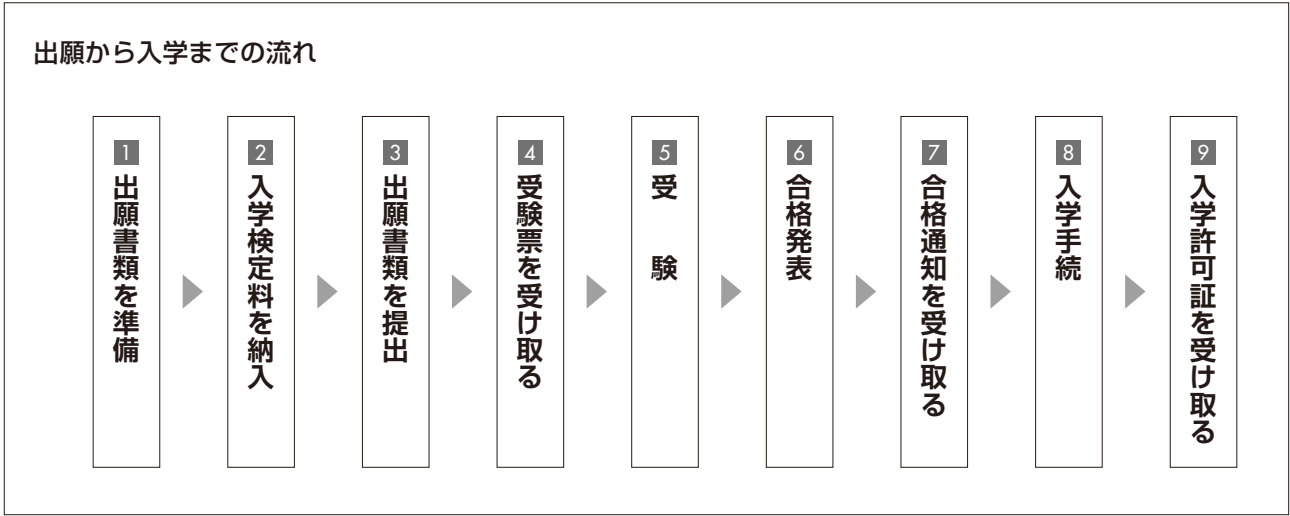 出願から入学までの流れ
1 出願書類を準備
2 入学検定料を納入
3 出願書類を提出
4 受験票を受け取る
5 受　験
6 合格発表
7 合格通知を受け取る
8 入学手続
9 入学許可証を受け取る